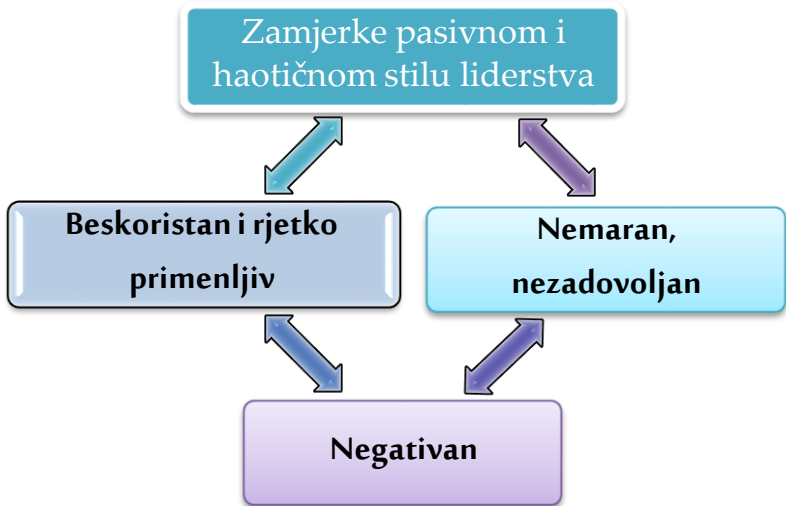 Zamjerke pasivnom i
haotičnom stilu liderstva
Beskoristan i rjetko
primenljiv
Nemaran,
nezadovoljan
Negativan